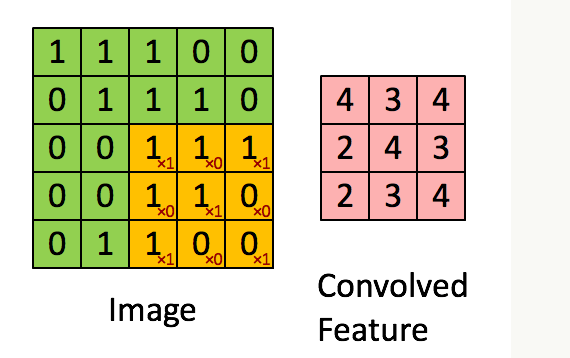 1 1 1 0 0
0 1 1 1 0
0 0 1×1 1×0 1×1
0 0 1×0 1×1 0×0
0 1 1×1 0×0 0×1
Image
4 3 4
2 4 3
2 3 4
Convolved
Feature